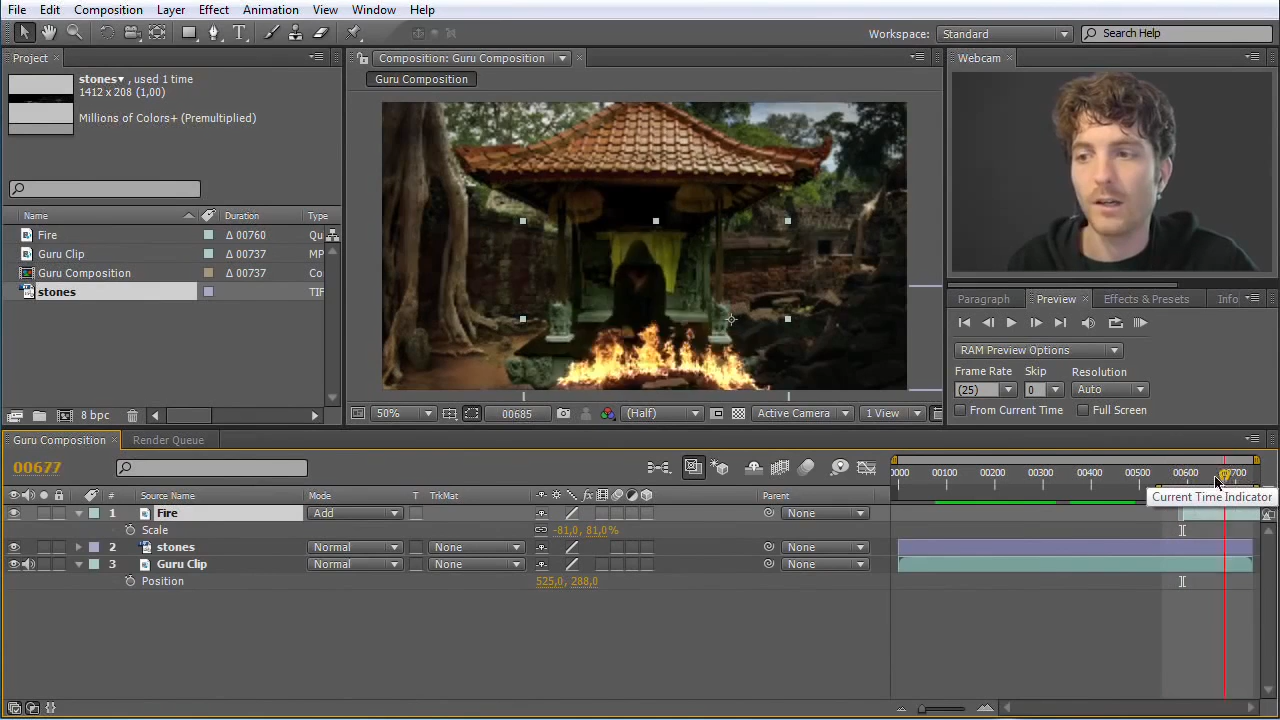 File Edit Composition Layer Effect Animation View Window Help
Workspace: Standard Search Help
Project
stones , used 1 time
1412 x 208 (1,00)
Millions of Colors+ (Premultiplied)
Name Duration Type
Fire Δ 00760 Qu
Guru Clip Δ 00737 MP
Guru Composition Δ 00737 Co
stones TIF
8 bpc
Composition: Guru Composition
Guru Composition
50% 00685 (Half) Active Camera 1 View
Webcam
Paragraph Preview Effects & Presets Info
RAM Preview Options
Frame Rate Skip Resolution
(25) 0 Auto
From Current Time Full Screen
Guru Composition Render Queue
00677
0000 00100 00200 00300 00400 00500 00600 00700
Current Time Indicator
# Source Name Mode T TrkMat Parent
1 Fire Add None
Scale -81,0, 81,0%
2 stones Normal None None
3 Guru Clip Normal None None
Position 525,0, 288,0